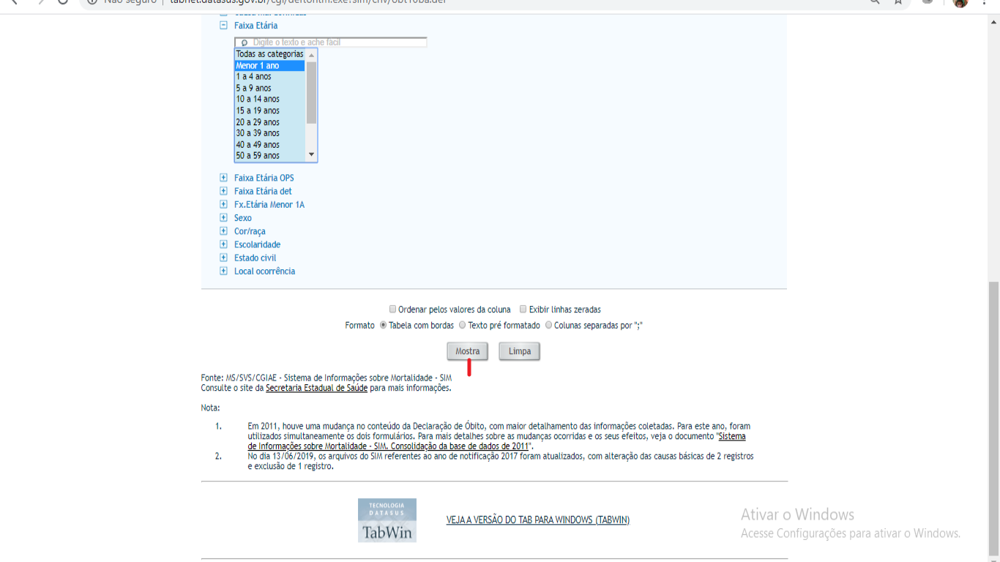 Não seguro | tabnet.datasus.gov.br/cgi/deftohtm.exe?sim/cnv/obt10ba.def
Faixa Etária
Digite o texto e ache fácil
Todas as categorias
Menor 1 ano
1 a 4 anos
5 a 9 anos
10 a 14 anos
15 a 19 anos
20 a 29 anos
30 a 39 anos
40 a 49 anos
50 a 59 anos
Faixa Etária OPS
Faixa Etária det
Fx.Etária Menor 1A
Sexo
Cor/raça
Escolaridade
Estado civil
Local ocorrência
Ordenar pelos valores da coluna Exibir linhas zeradas
Formato Tabela com bordas Texto pré formatado Colunas separadas por ";"
Mostra Limpa
Fonte: MS/SVS/CGIAE - Sistema de Informações sobre Mortalidade - SIM
Consulte o site da Secretaria Estadual de Saúde para mais informações.
Nota:
1. Em 2011, houve uma mudança no conteúdo da Declaração de Óbito, com maior detalhamento das informações coletadas. Para este ano, foram
utilizados simultaneamente os dois formulários. Para mais detalhes sobre as mudanças ocorridas e os seus efeitos, veja o documento "Sistema
de Informações sobre Mortalidade - SIM. Consolidação da base de dados de 2011".
2. No dia 13/06/2019, os arquivos do SIM referentes ao ano de notificação 2017 foram atualizados, com alteração das causas básicas de 2 registros
e exclusão de 1 registro.
TECNOLOGIA
DATASUS
TabWin
VEJA A VERSÃO DO TAB PARA WINDOWS (TABWIN)
Ativar o Windows
Acesse Configurações para ativar o Windows.